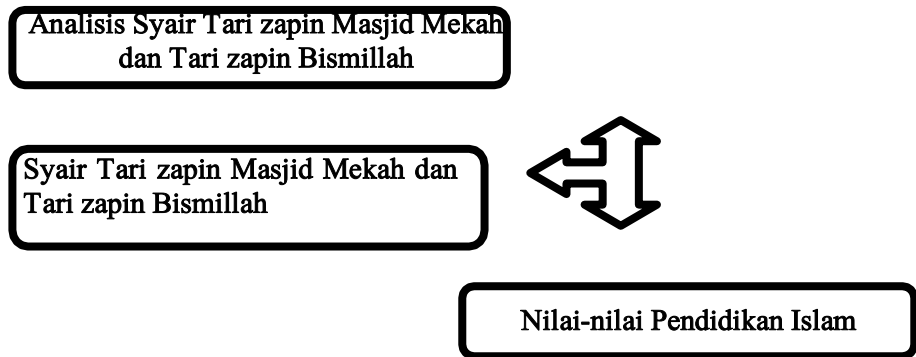 Analisis Syair Tari zapin Masjid Mekah
dan Tari zapin Bismillah
Syair Tari zapin Masjid Mekah dan
Tari zapin Bismillah
Nilai-nilai Pendidikan Islam